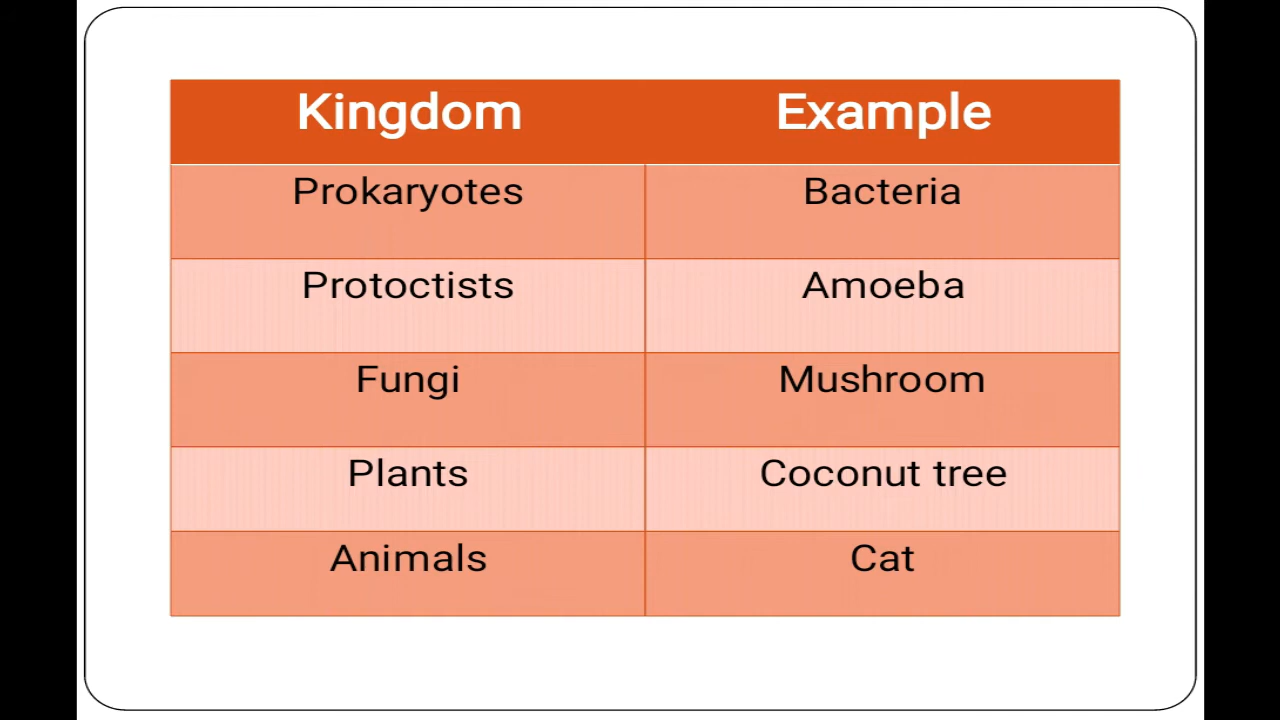 Kingdom Example
Prokaryotes Bacteria
Protoctists Amoeba
Fungi Mushroom
Plants Coconut tree
Animals Cat